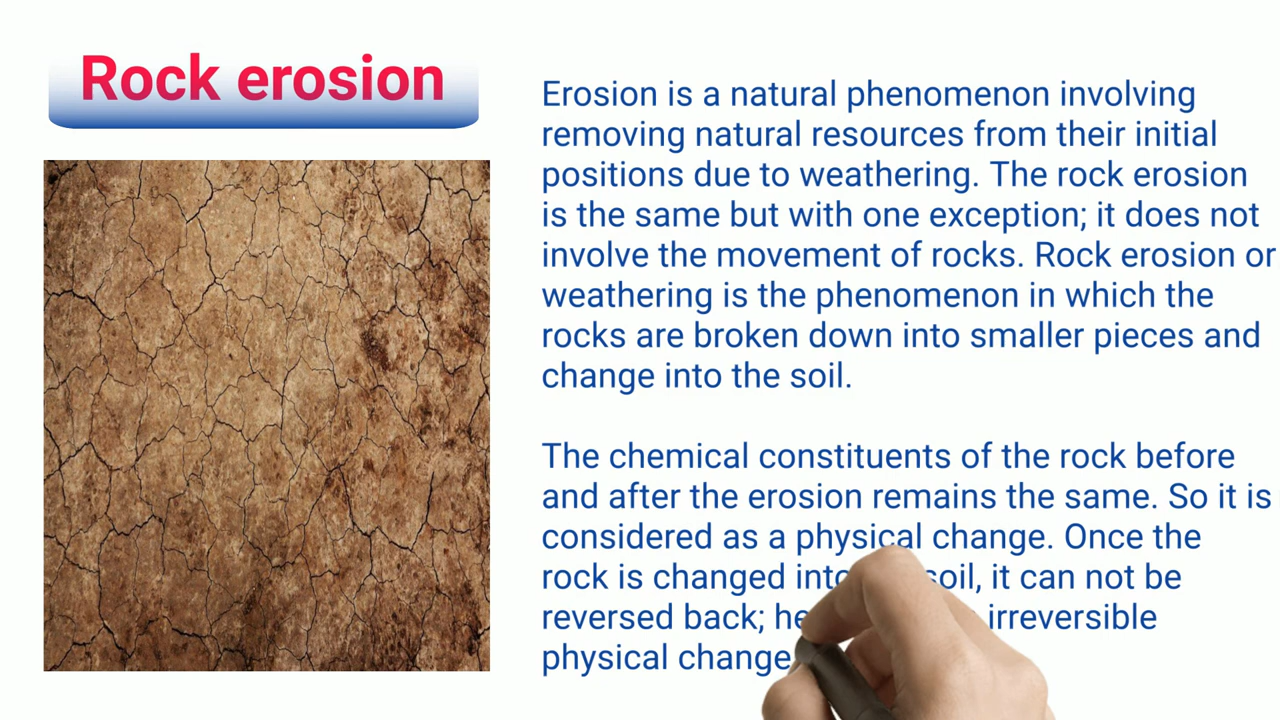 Rock erosion
Erosion is a natural phenomenon involving
removing natural resources from their initial
positions due to weathering. The rock erosion
is the same but with one exception; it does not
involve the movement of rocks. Rock erosion or
weathering is the phenomenon in which the
rocks are broken down into smaller pieces and
change into the soil.
The chemical constituents of the rock before
and after the erosion remains the same. So it is
considered as a physical change. Once the
rock is changed into soil, it can not be
reversed back; irreversible
physical change